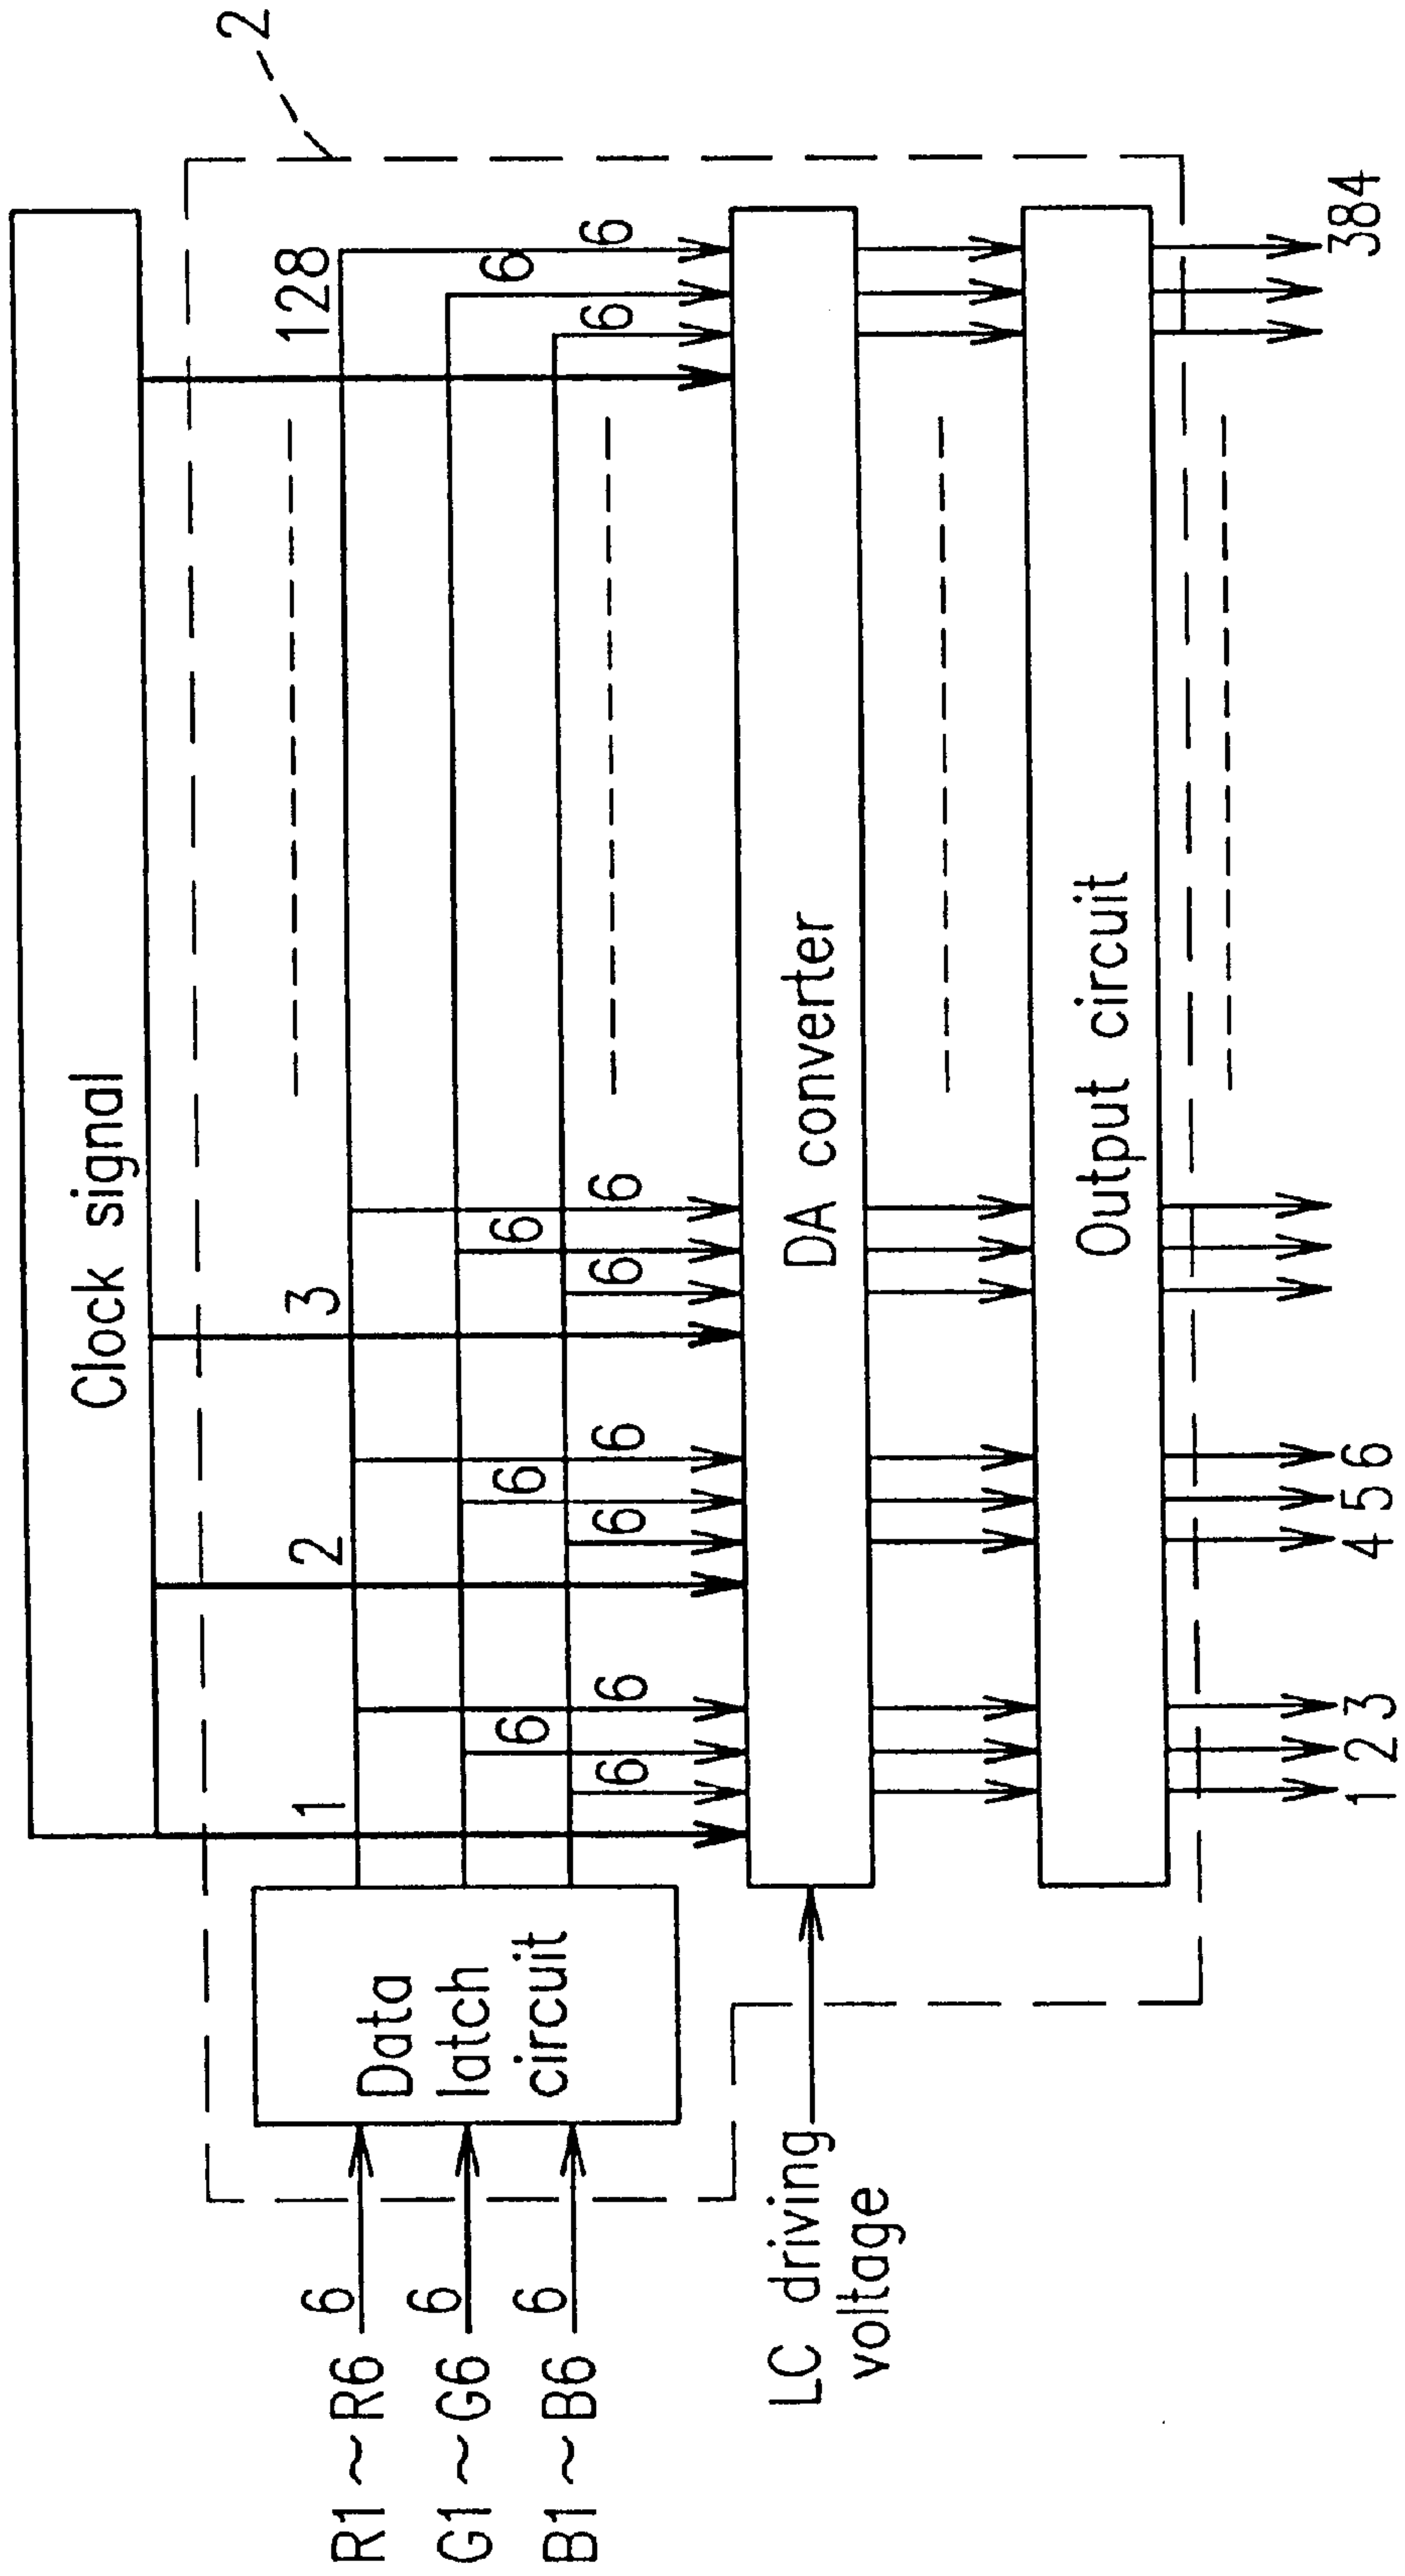 2
Clock signal
1
2
3
128
R1~R6 6
G1~G6 6
B1~B6 6
Data
latch
circuit
6 6 6
6 6 6
6 6 6
6 6 6
LC driving
voltage
DA converter
Output circuit
1 2 3
4 5 6
384